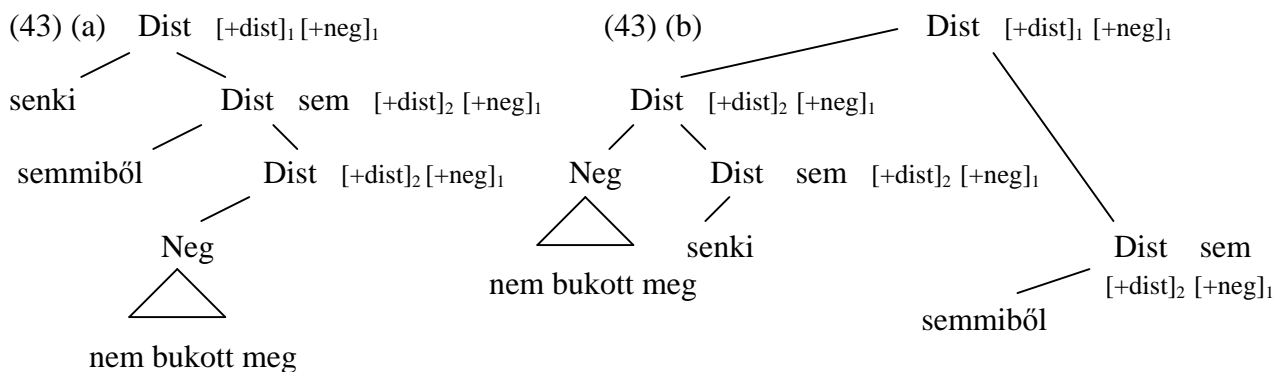 (43) (a) Dist [+dist]₁ [+neg]₁ (43) (b) Dist [+dist]₁ [+neg]₁
senki Dist sem [+dist]₂ [+neg]₁ Dist [+dist]₂ [+neg]₁
semmiből Dist [+dist]₂ [+neg]₁ Neg Dist sem [+dist]₂ [+neg]₁
Neg senki Dist sem
nem bukott meg [+dist]₂ [+neg]₁
semmiből
nem bukott meg